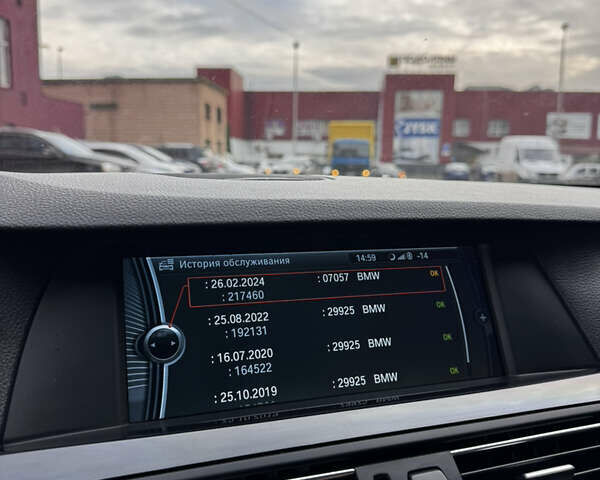 JYSK
История обслуживания 14:59 -14
: 26.02.2024 : 07057 BMW OK
: 217460
: 25.08.2022 : 29925 BMW OK
: 192131
: 16.07.2020 : 29925 BMW OK
: 164522
: 25.10.2019 : 29925 BMW OK